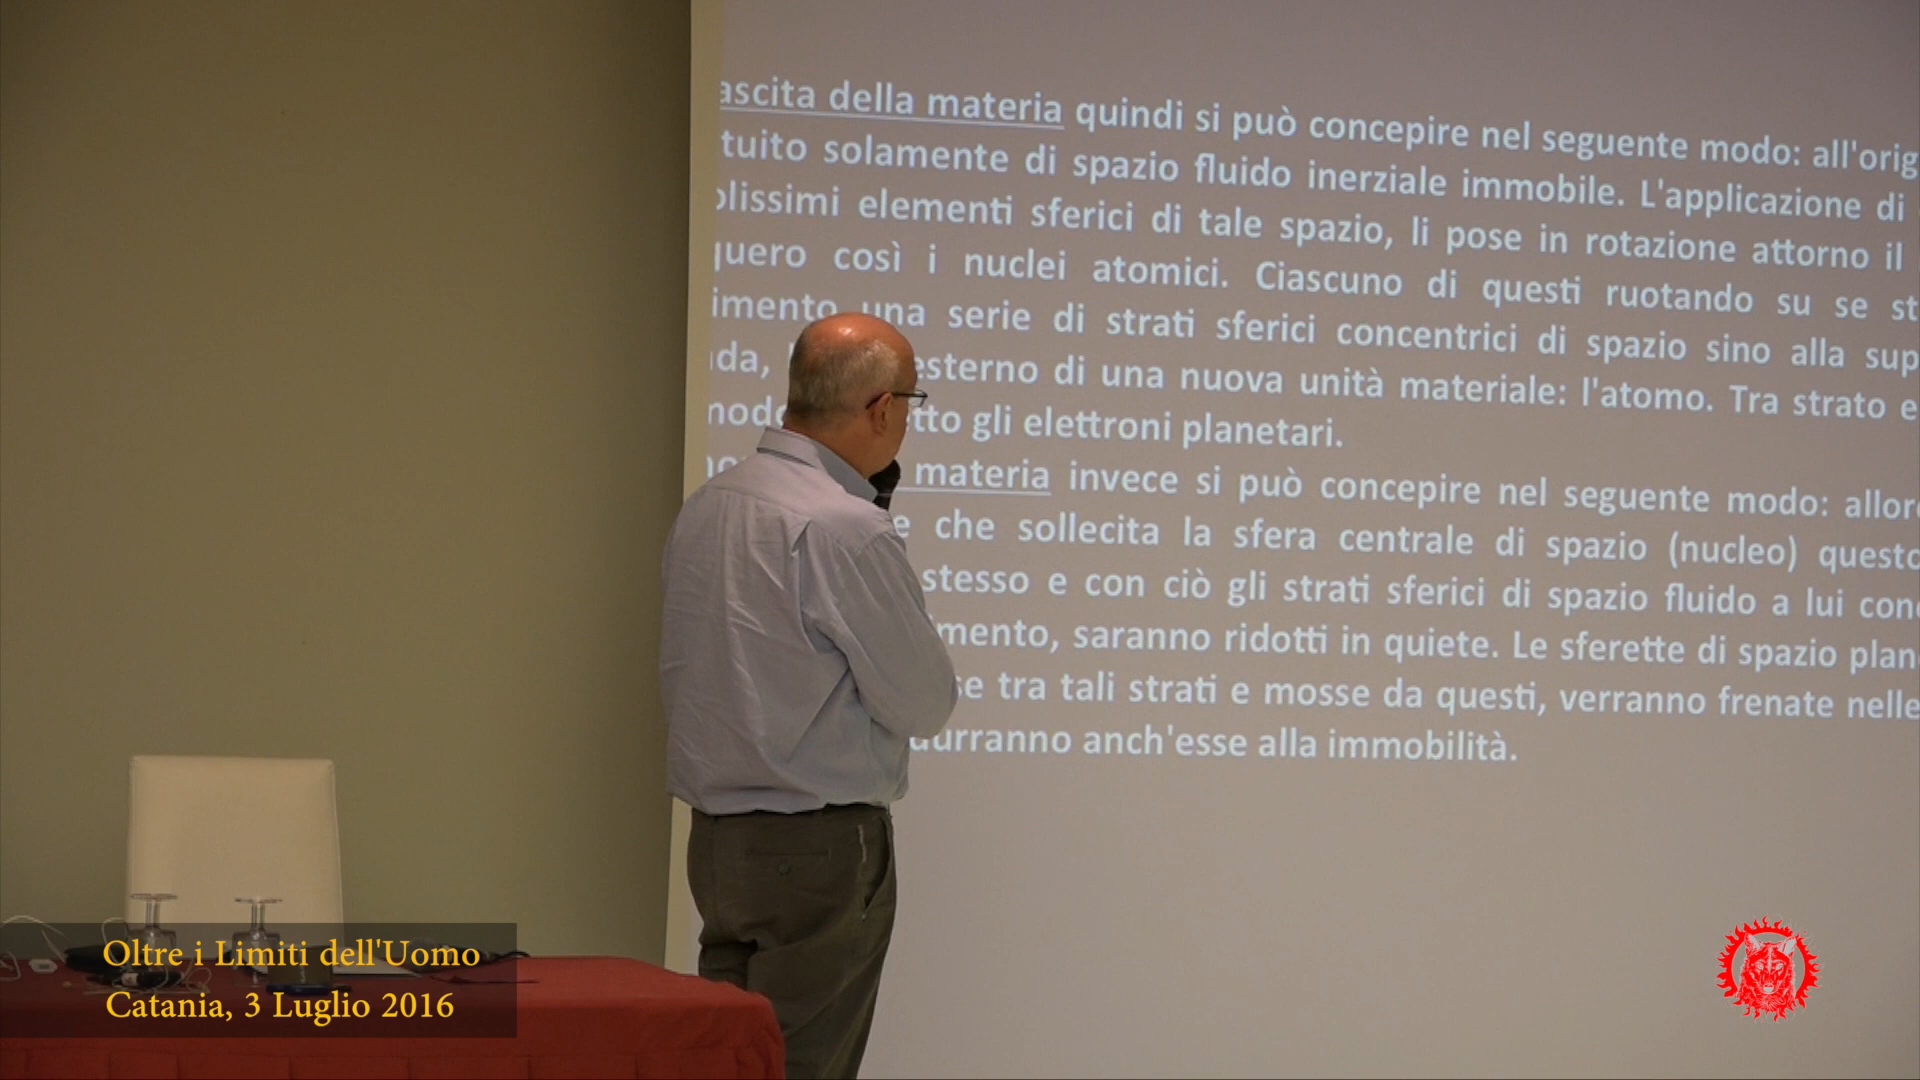 ascita della materia quindi si può concepire nel seguente modo: all'orig
tuito solamente di spazio fluido inerziale immobile. L'applicazione di
olissimi elementi sferici di tale spazio, li pose in rotazione attorno il
quero così i nuclei atomici. Ciascuno di questi ruotando su se st
imento una serie di strati sferici concentrici di spazio sino alla sup
da, esterno di una nuova unità materiale: l'atomo. Tra strato e
modo tto gli elettroni planetari.
materia invece si può concepire nel seguente modo: allor
e che sollecita la sfera centrale di spazio (nucleo) questo
stesso e con ciò gli strati sferici di spazio fluido a lui con
mento, saranno ridotti in quiete. Le sferette di spazio plan
se tra tali strati e mosse da questi, verranno frenate nelle
durranno anch'esse alla immobilità.
Oltre i Limiti dell'Uomo
Catania, 3 Luglio 2016